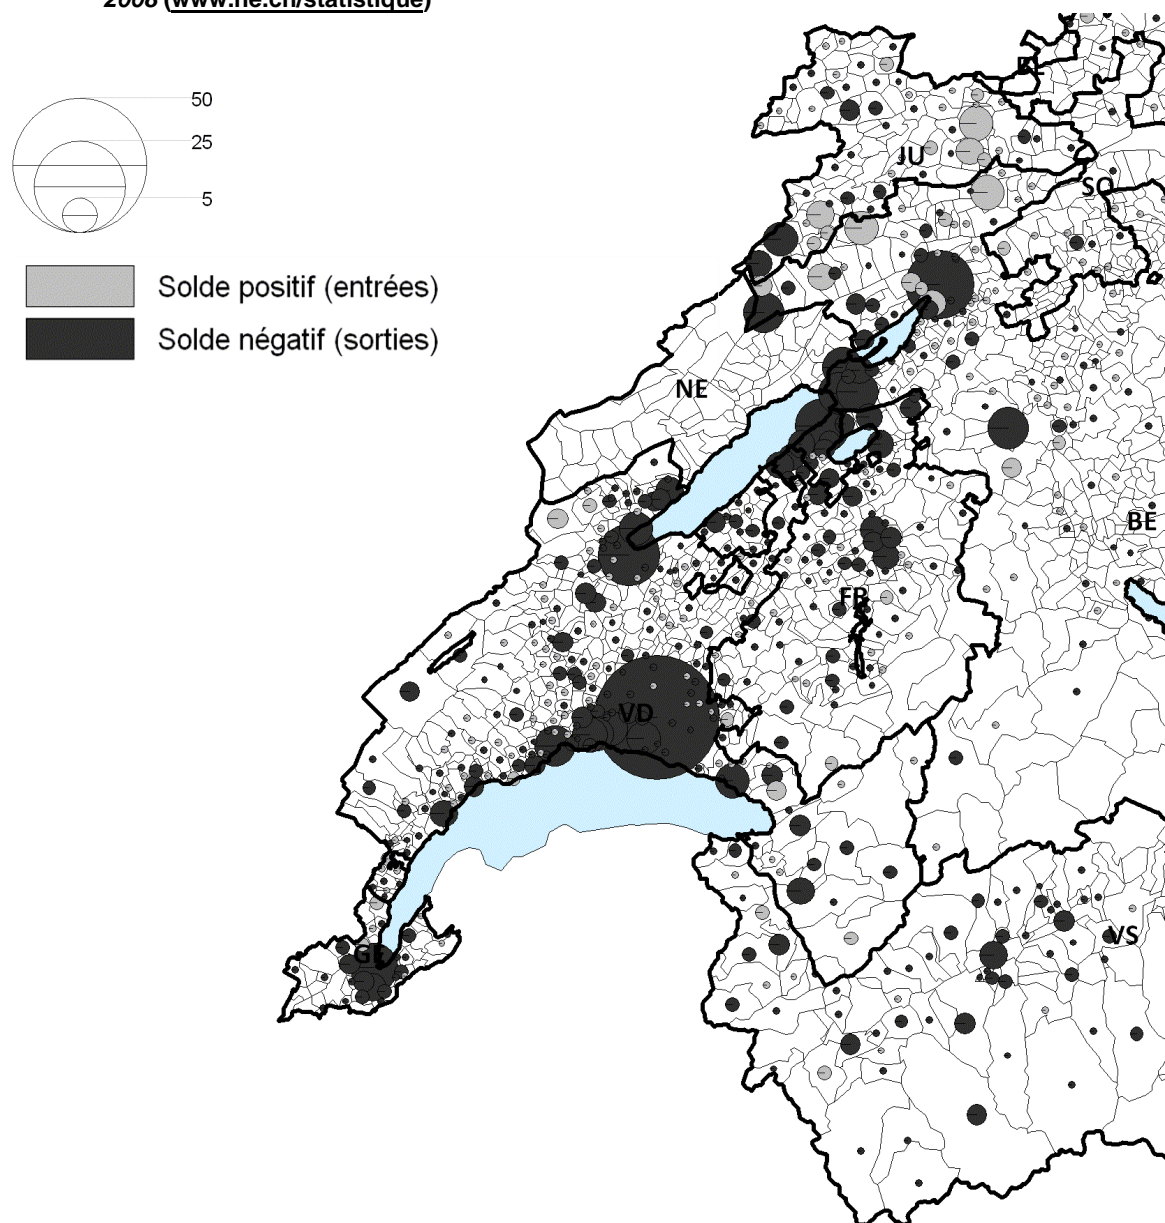 2008 (www.ne.ch/statistique)
50
25
5
Solde positif (entrées)
Solde négatif (sorties)
BL
JU
SO
NE
BE
FR
VD
GE
VS